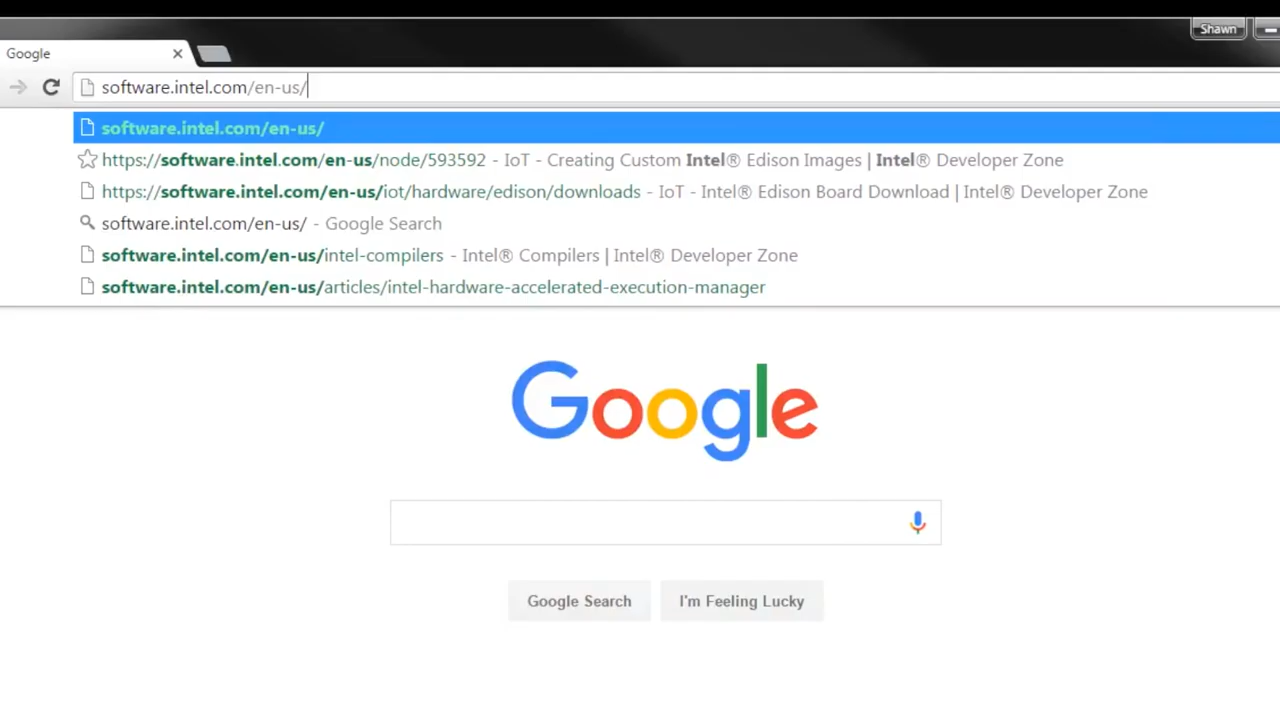 Shawn
Google
software.intel.com/en-us/
software.intel.com/en-us/
https://software.intel.com/en-us/node/593592 - IoT - Creating Custom Intel® Edison Images | Intel® Developer Zone
https://software.intel.com/en-us/iot/hardware/edison/downloads - IoT - Intel® Edison Board Download | Intel® Developer Zone
software.intel.com/en-us/ - Google Search
software.intel.com/en-us/intel-compilers - Intel® Compilers | Intel® Developer Zone
software.intel.com/en-us/articles/intel-hardware-accelerated-execution-manager
Google
Google Search
I'm Feeling Lucky